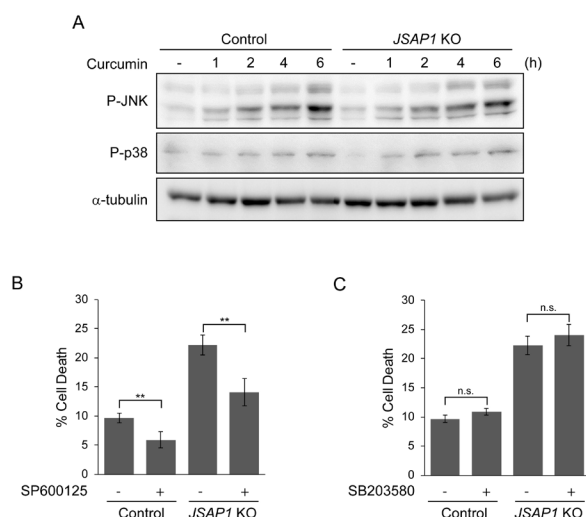 A
Control JSAP1 KO
Curcumin - 1 2 4 6 - 1 2 4 6 (h)
P-JNK
P-p38
α-tubulin
B
% Cell Death
30
25
20
15
10
5
0
**
**
SP600125 - + - +
Control JSAP1 KO
C
% Cell Death
30
25
20
15
10
5
0
n.s.
n.s.
SB203580 - + - +
Control JSAP1 KO